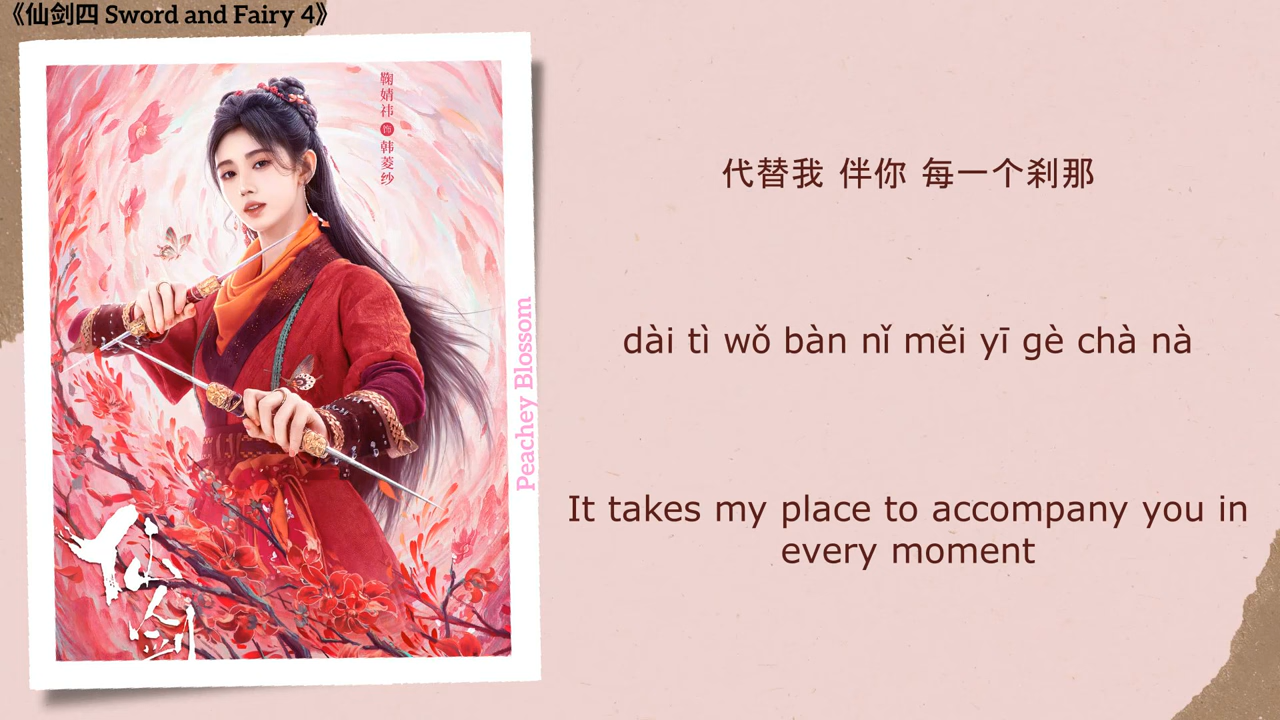 《仙剑四 Sword and Fairy 4》
鞠婧祎 饰 韩菱纱
仙剑
Peachey Blossom
代替我 伴你 每一个刹那
dài tì wǒ bàn nǐ měi yī gè chà nà
It takes my place to accompany you in
every moment